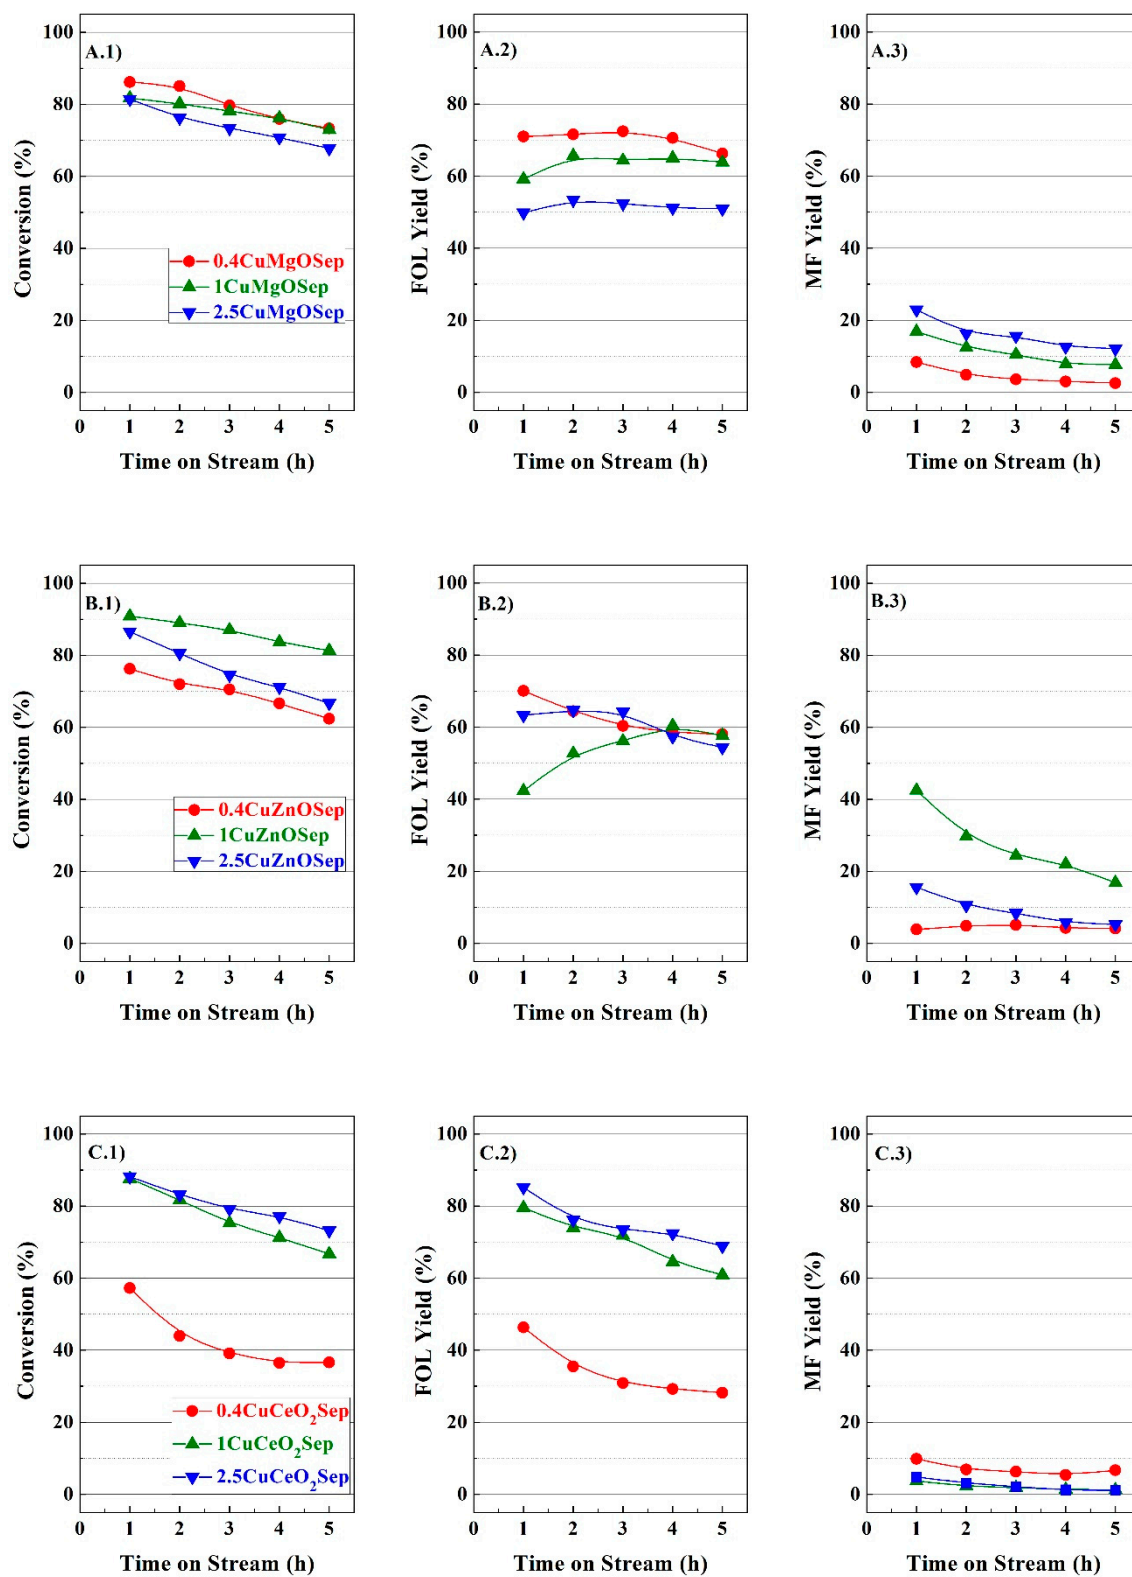 A.1)
Conversion (%)
100
80
60
40
20
0
0.4CuMgOSep
1CuMgOSep
2.5CuMgOSep
0 1 2 3 4 5
Time on Stream (h)
A.2)
FOL Yield (%)
100
80
60
40
20
0
0 1 2 3 4 5
Time on Stream (h)
A.3)
MF Yield (%)
100
80
60
40
20
0
0 1 2 3 4 5
Time on Stream (h)
B.1)
Conversion (%)
100
80
60
40
20
0
0.4CuZnOSep
1CuZnOSep
2.5CuZnOSep
0 1 2 3 4 5
Time on Stream (h)
B.2)
FOL Yield (%)
100
80
60
40
20
0
0 1 2 3 4 5
Time on Stream (h)
B.3)
MF Yield (%)
100
80
60
40
20
0
0 1 2 3 4 5
Time on Stream (h)
C.1)
Conversion (%)
100
80
60
40
20
0
0.4CuCeO₂Sep
1CuCeO₂Sep
2.5CuCeO₂Sep
0 1 2 3 4 5
Time on Stream (h)
C.2)
FOL Yield (%)
100
80
60
40
20
0
0 1 2 3 4 5
Time on Stream (h)
C.3)
MF Yield (%)
100
80
60
40
20
0
0 1 2 3 4 5
Time on Stream (h)